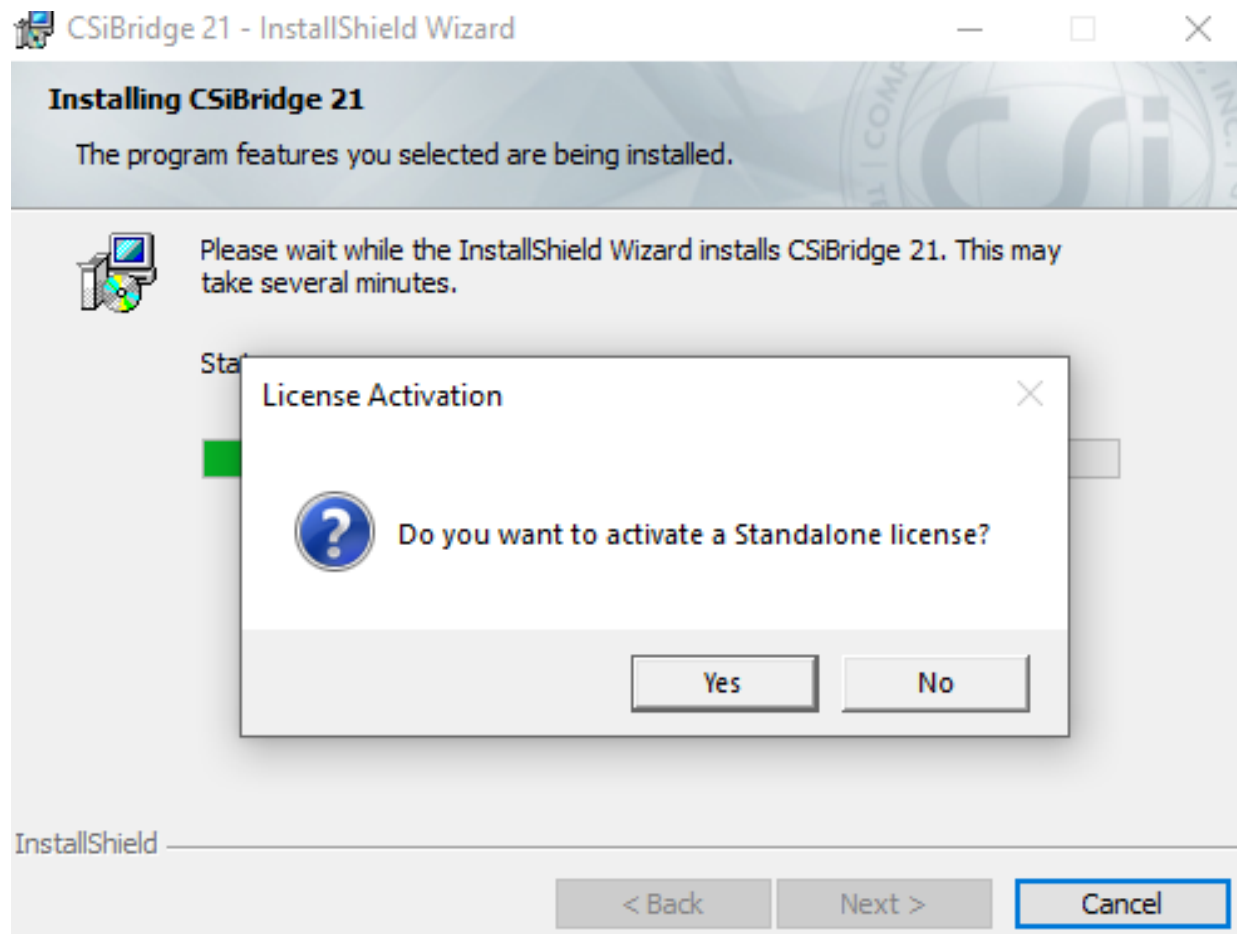 CSiBridge 21 - InstallShield Wizard
Installing CSiBridge 21
The program features you selected are being installed.
CSi
Please wait while the InstallShield Wizard installs CSiBridge 21. This may
take several minutes.
License Activation
Do you want to activate a Standalone license?
Yes No
InstallShield
< Back Next > Cancel